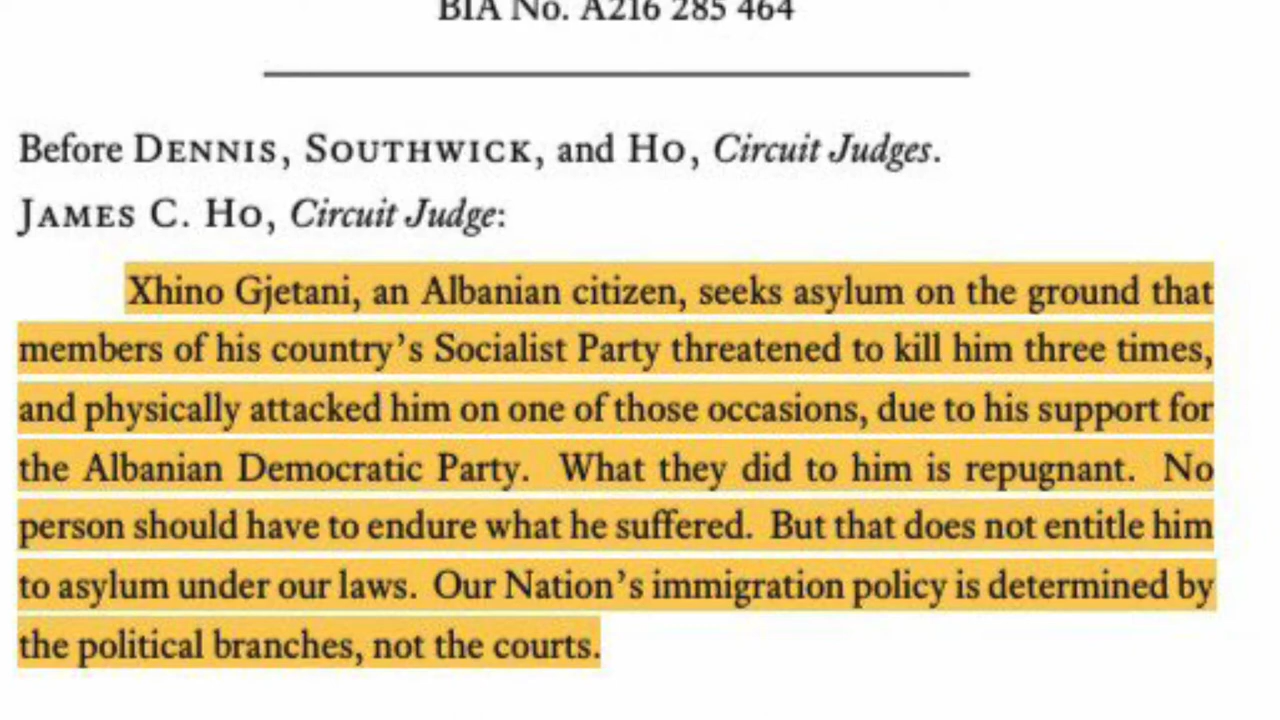 BIA No. A216 285 464
Before Dennis, Southwick, and Ho, Circuit Judges.
James C. Ho, Circuit Judge:
Xhino Gjetani, an Albanian citizen, seeks asylum on the ground that
members of his country’s Socialist Party threatened to kill him three times,
and physically attacked him on one of those occasions, due to his support for
the Albanian Democratic Party. What they did to him is repugnant. No
person should have to endure what he suffered. But that does not entitle him
to asylum under our laws. Our Nation’s immigration policy is determined by
the political branches, not the courts.